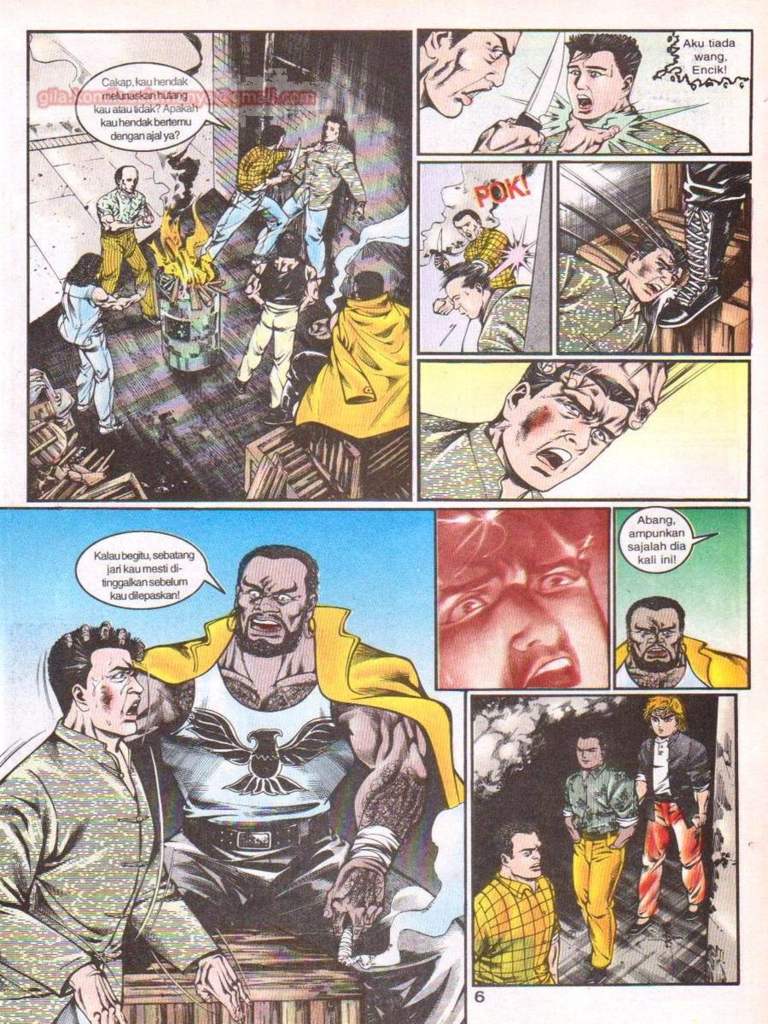 Cakap, kau hendak
melunaskan hutang
kau atau tidak? Apakah
kau hendak bertemu
dengan ajal ya?
Aku tiada
wang,
Encik!
POK!
Kalau begitu, sebatang
jari kau mesti di-
tinggalkan sebelum
kau dilepaskan!
Abang,
ampunkan
sajalah dia
kali ini!
6